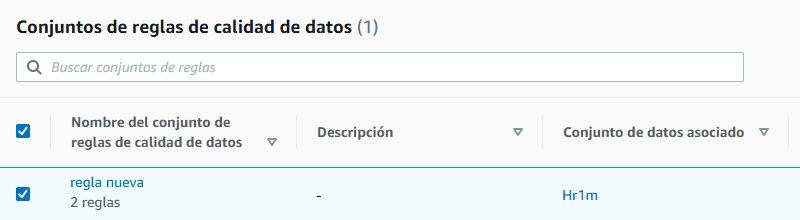 Conjuntos de reglas de calidad de datos (1)
Buscar conjuntos de reglas
Nombre del conjunto de
reglas de calidad de datos
Descripción
Conjunto de datos asociado
regla nueva
2 reglas
-
Hr1m